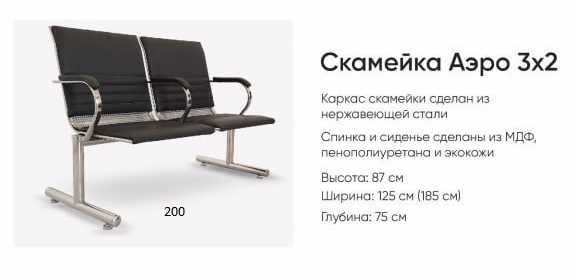 Скамейка Аэро 3х2
Каркас скамейки сделан из
нержавеющей стали
Спинка и сиденье сделаны из МДФ,
пенополиуретана и экокожи
Высота: 87 см
Ширина: 125 см (185 см)
Глубина: 75 см
200